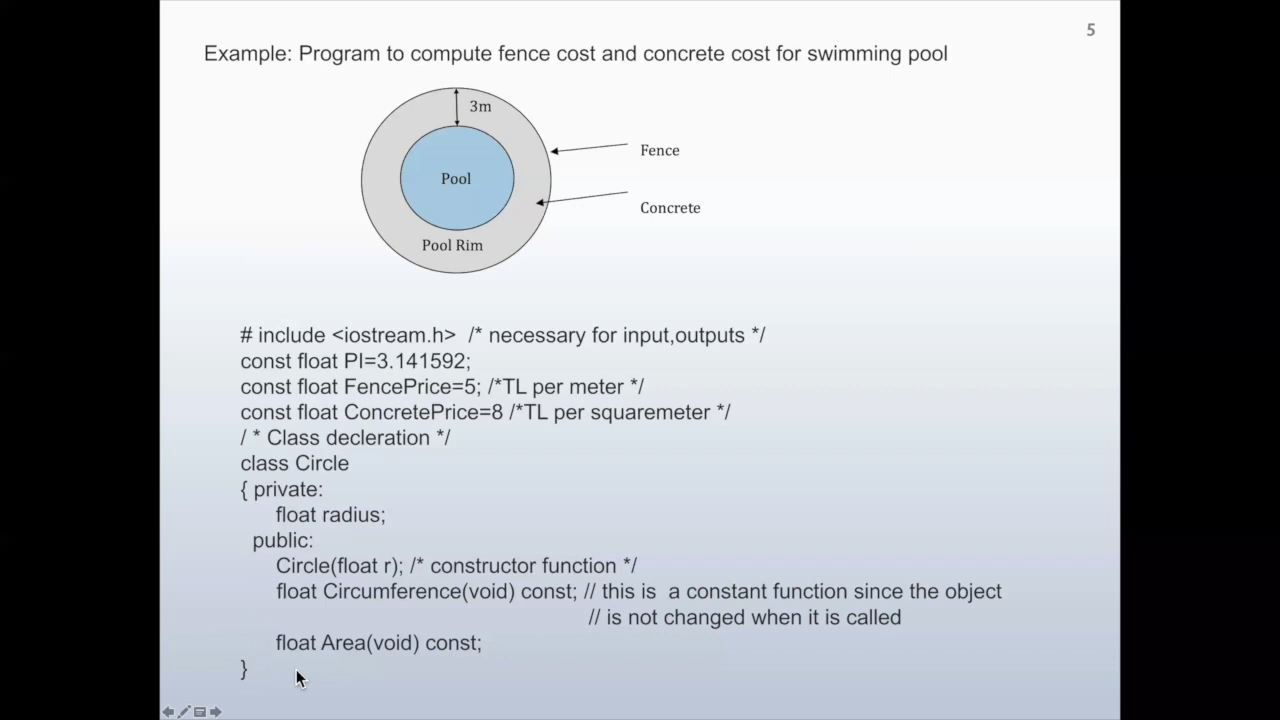 5
Example: Program to compute fence cost and concrete cost for swimming pool
3m
Fence
Pool
Concrete
Pool Rim
# include <iostream.h> /* necessary for input,outputs */
const float PI=3.141592;
const float FencePrice=5; /*TL per meter */
const float ConcretePrice=8 /*TL per squaremeter */
/ * Class decleration */
class Circle
{ private:
float radius;
public:
Circle(float r); /* constructor function */
float Circumference(void) const; // this is a constant function since the object
// is not changed when it is called
float Area(void) const;
}